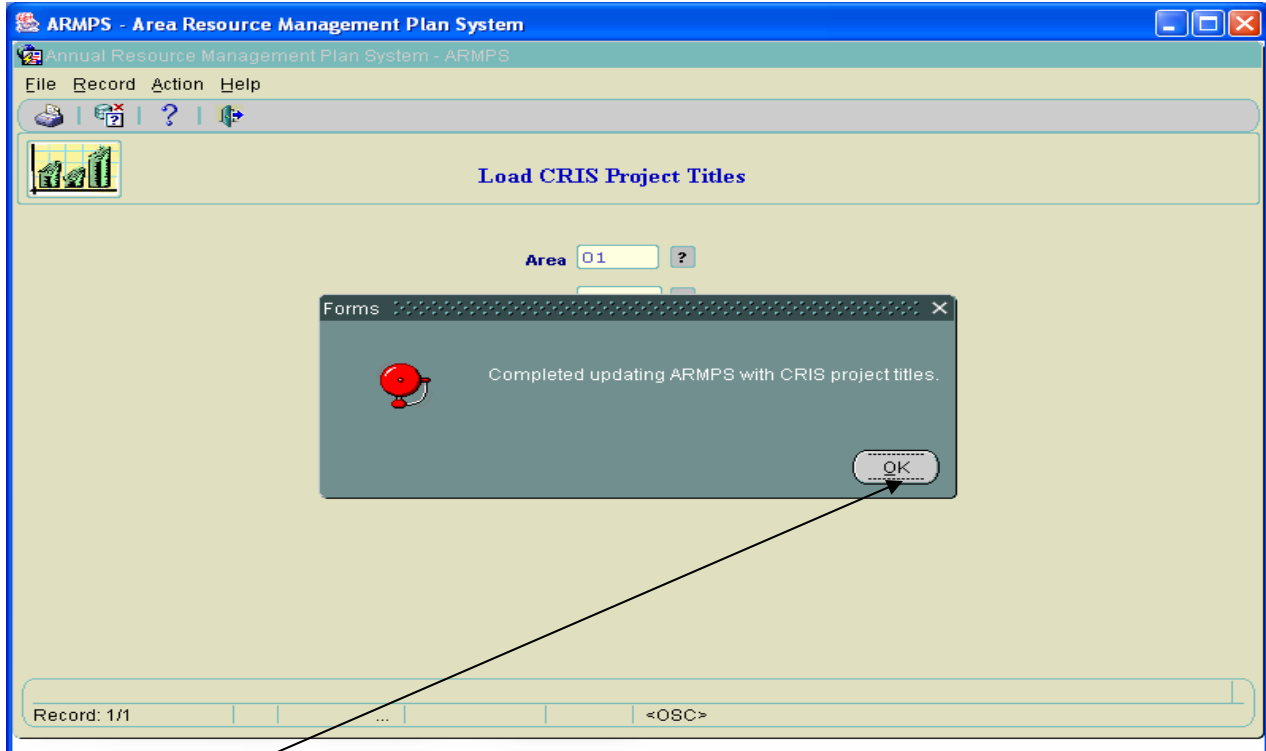 ARMPS - Area Resource Management Plan System
Annual Resource Management Plan System - ARMPS
File Record Action Help
?
Load CRIS Project Titles
Area 01 ?
Forms
Completed updating ARMPS with CRIS project titles.
OK
Record: 1/1 ... <OSC>